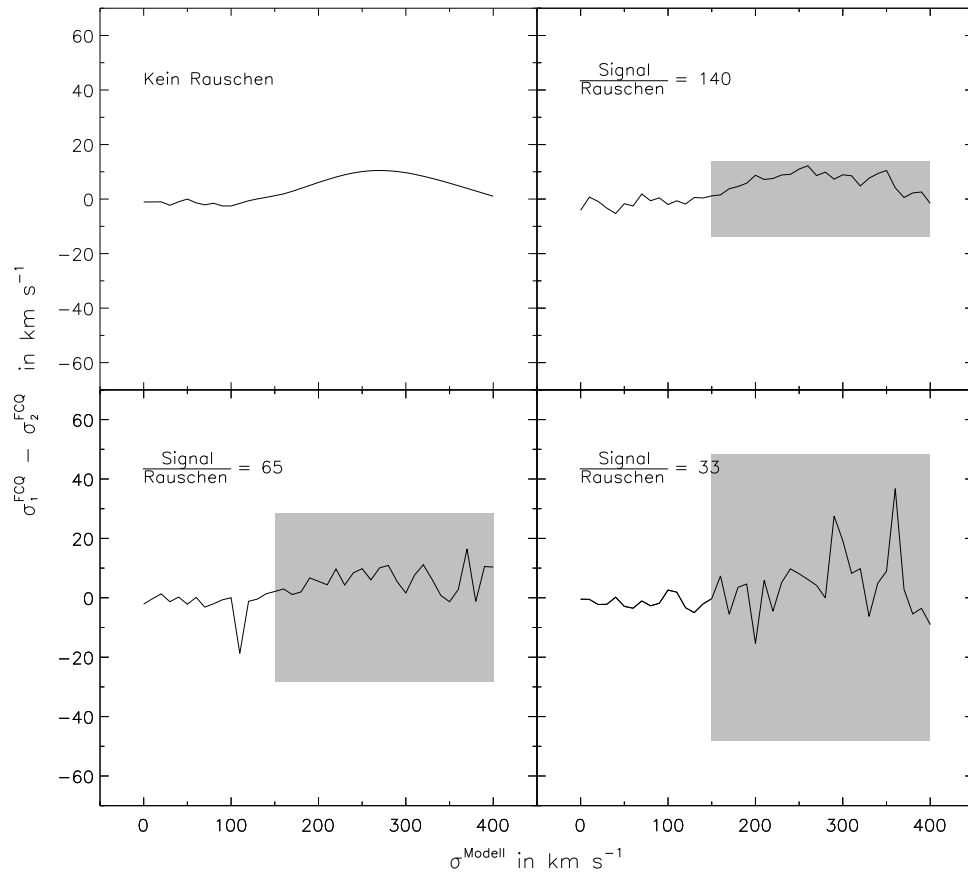 60
40
20
0
−20
−40
−60
Kein Rauschen
Signal
Rauschen = 140
60
40
20
0
−20
−40
−60
Signal
Rauschen = 65
Signal
Rauschen = 33
0 100 200 300 400
0 100 200 300 400
σ₁^FCQ − σ₂^FCQ in km s⁻¹
σ^Modell in km s⁻¹